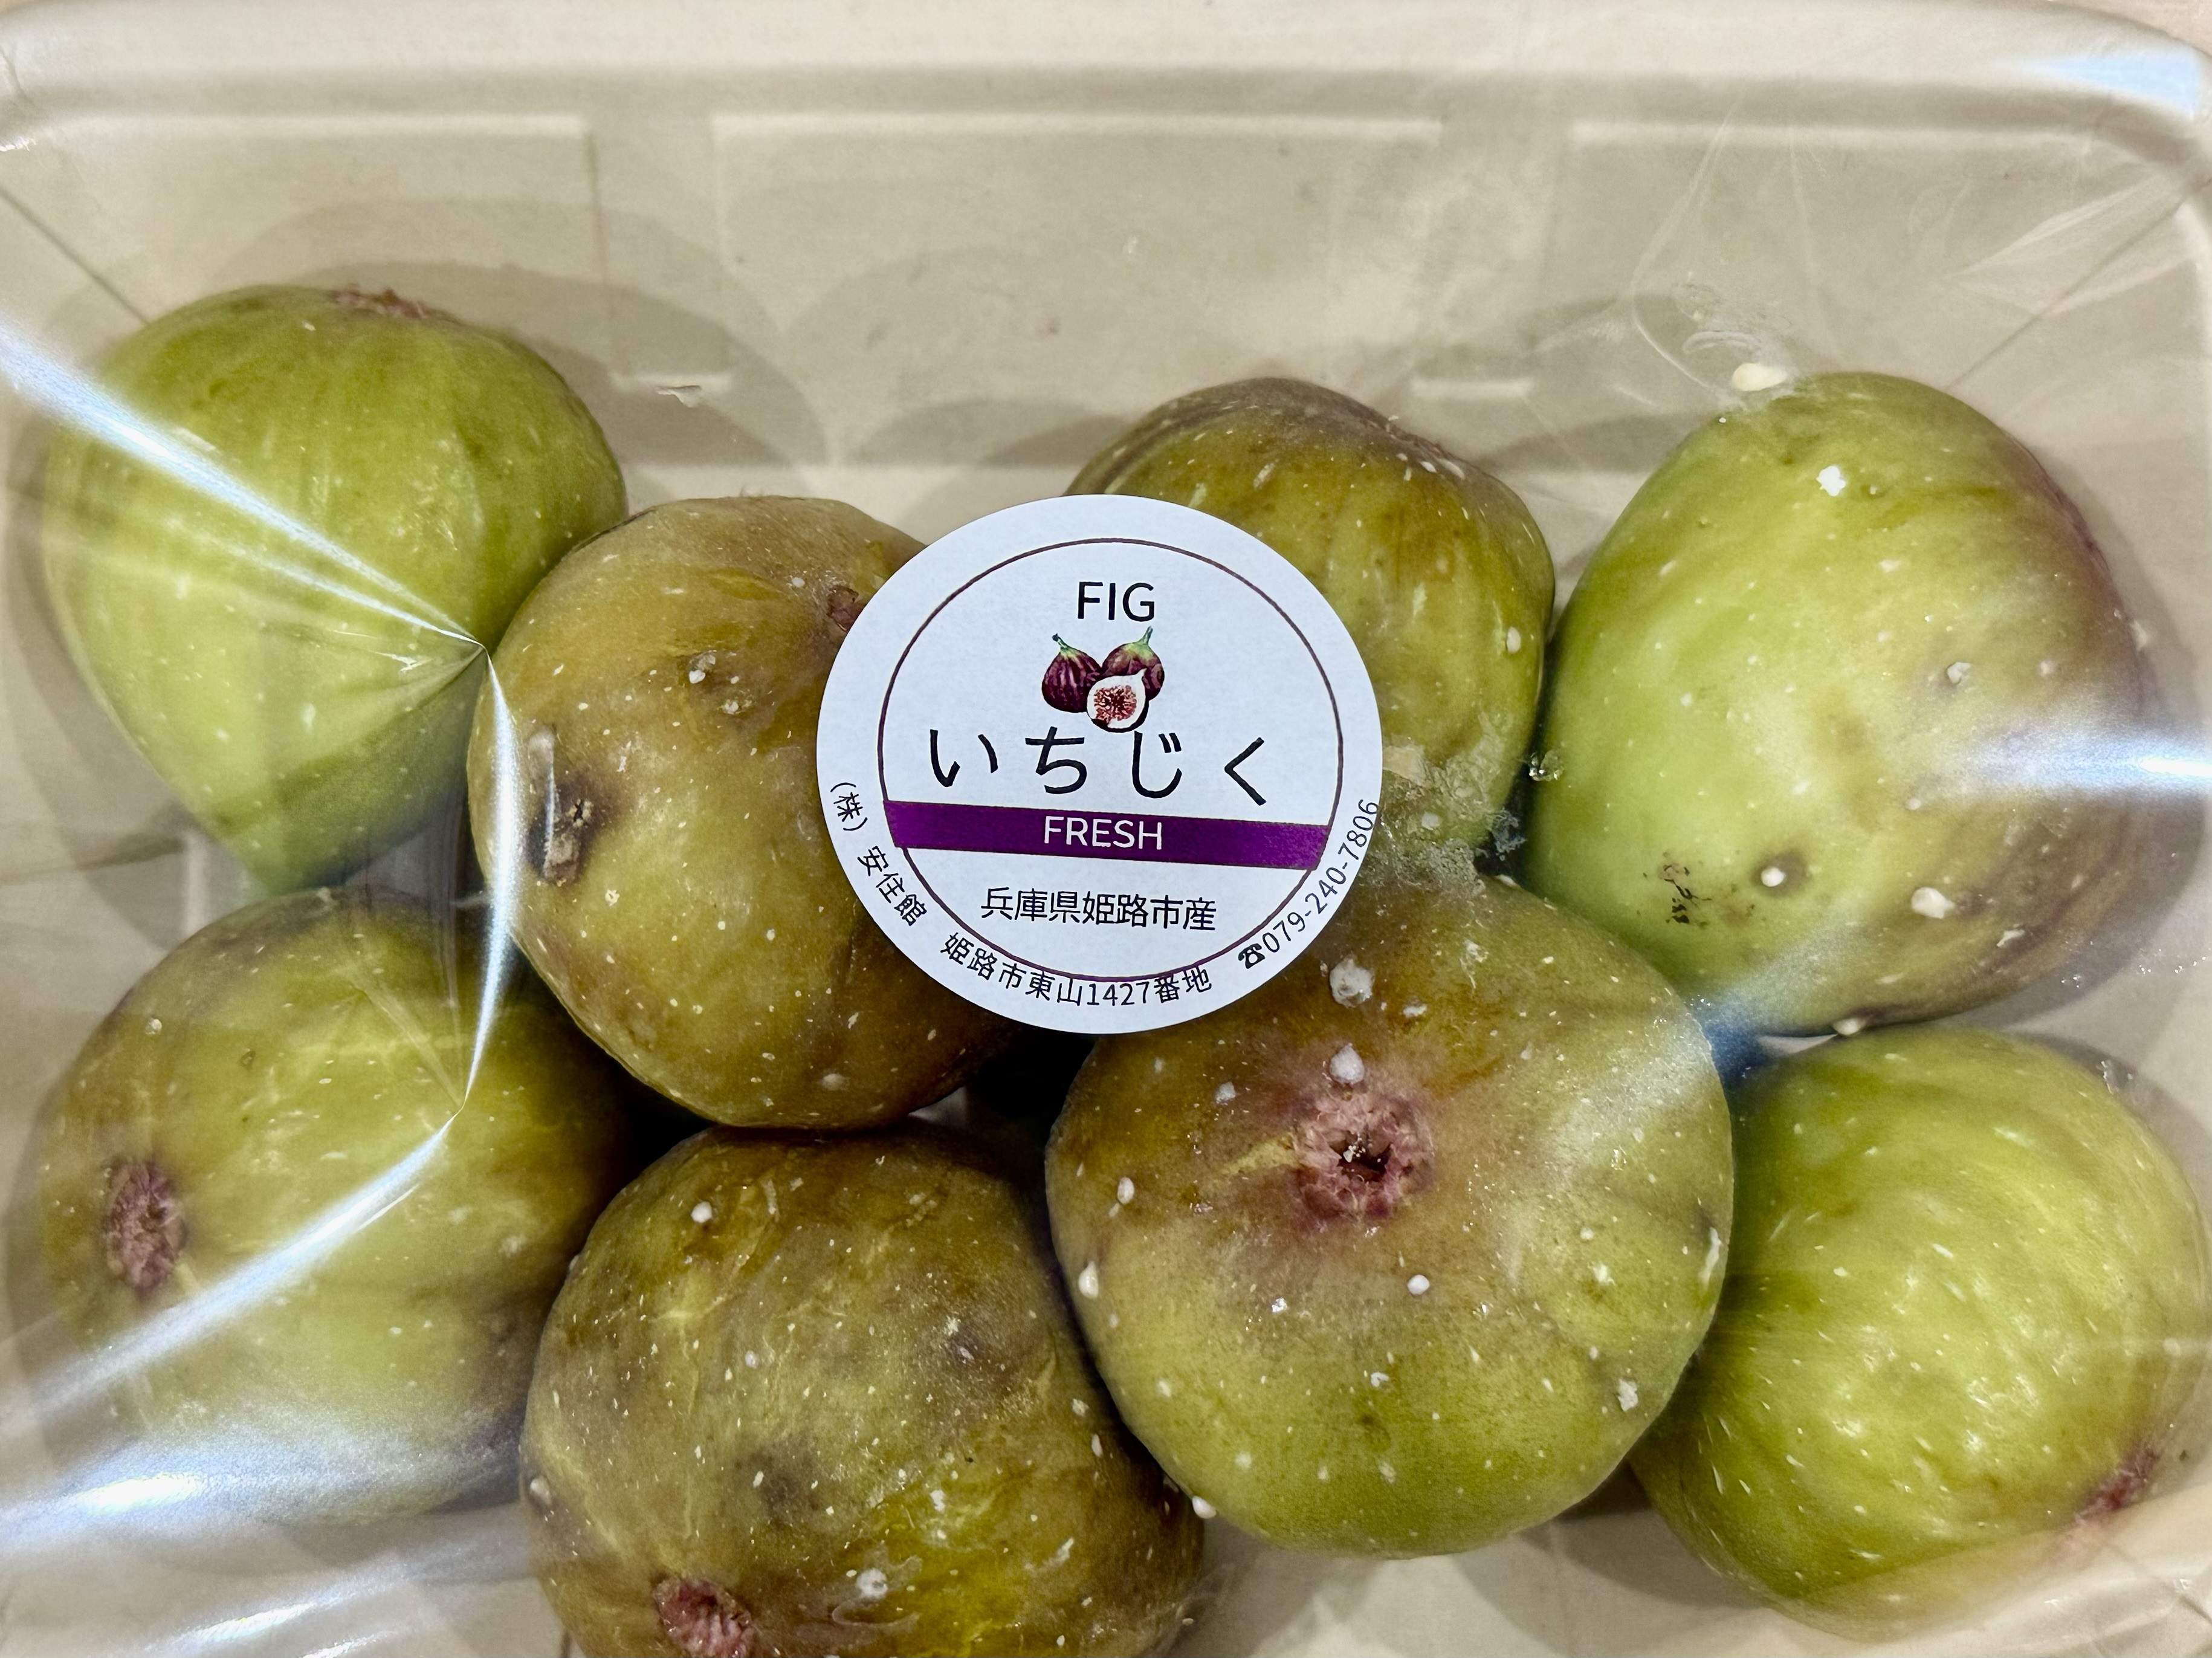 FIG
いちじく
FRESH
兵庫県姫路市産
(株) 安住館 姫路市東山1427番地 ☎079-240-7806